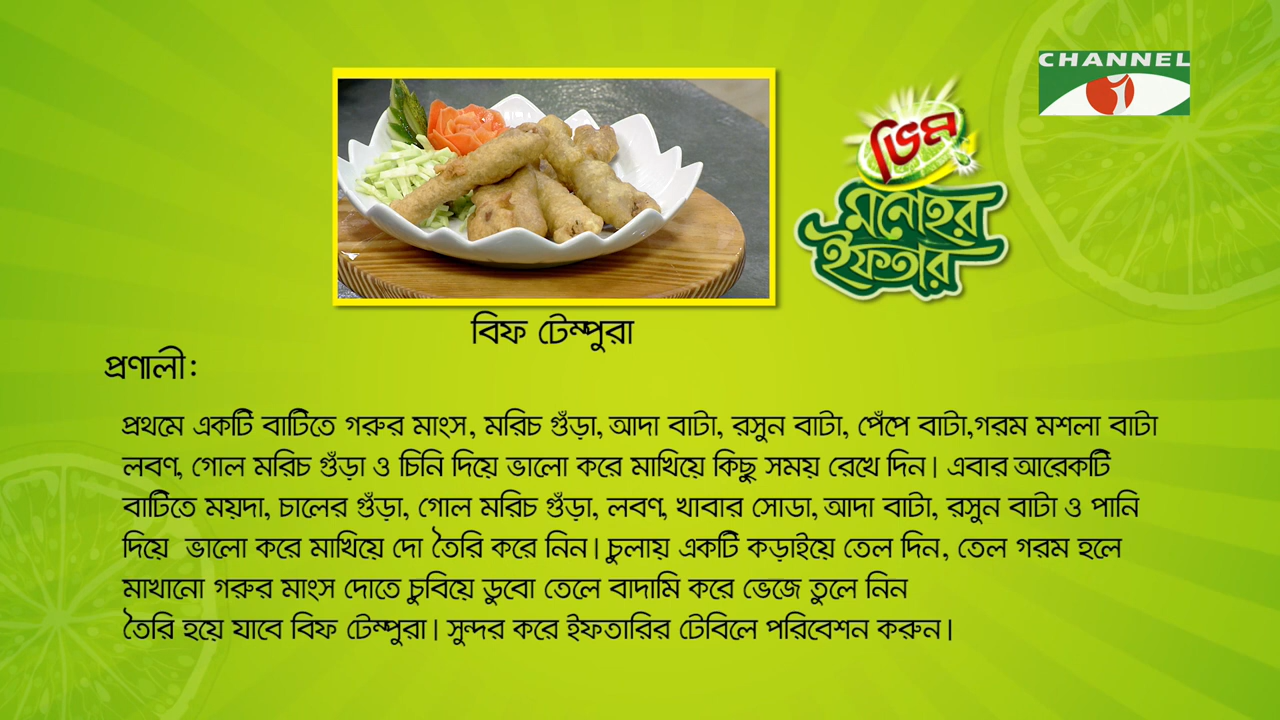 CHANNEL
i
ভিম
মনোহর
ইফতার
বিফ টেম্পুরা
প্রণালী:
প্রথমে একটি বাটিতে গরুর মাংস, মরিচ গুঁড়া, আদা বাটা, রসুন বাটা, পেঁপে বাটা,গরম মশলা বাটা
লবণ, গোল মরিচ গুঁড়া ও চিনি দিয়ে ভালো করে মাখিয়ে কিছু সময় রেখে দিন। এবার আরেকটি
বাটিতে ময়দা, চালের গুঁড়া, গোল মরিচ গুঁড়া, লবণ, খাবার সোডা, আদা বাটা, রসুন বাটা ও পানি
দিয়ে ভালো করে মাখিয়ে দো তৈরি করে নিন। চুলায় একটি কড়াইয়ে তেল দিন, তেল গরম হলে
মাখানো গরুর মাংস দোতে চুবিয়ে ডুবো তেলে বাদামি করে ভেজে তুলে নিন
তৈরি হয়ে যাবে বিফ টেম্পুরা। সুন্দর করে ইফতারির টেবিলে পরিবেশন করুন।